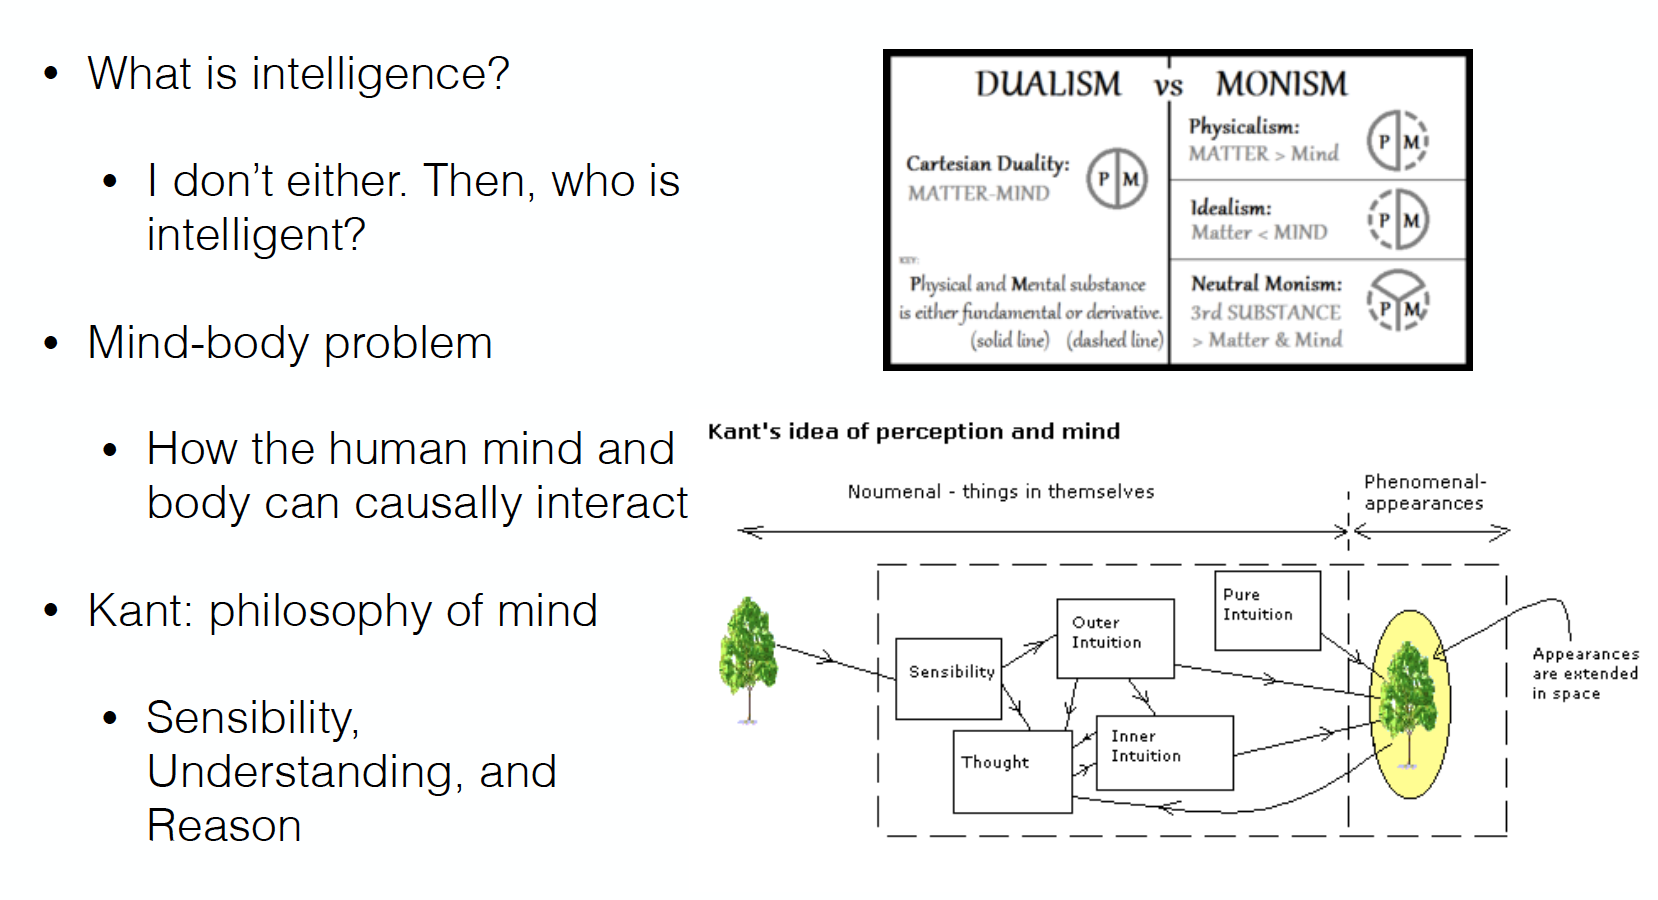 • What is intelligence?
• I don’t either. Then, who is
intelligent?
• Mind-body problem
• How the human mind and
body can causally interact
• Kant: philosophy of mind
• Sensibility,
Understanding, and
Reason
DUALISM vs MONISM
Cartesian Duality:
MATTER-MIND
P M
KEY:
Physical and Mental substance
is either fundamental or derivative.
(solid line) (dashed line)
Physicalism:
MATTER > Mind
P M
Idealism:
Matter < MIND
P M
Neutral Monism:
3rd SUBSTANCE
> Matter & Mind
P M
Kant's idea of perception and mind
Noumenal - things in themselves
Phenomenal-
appearances
Sensibility
Outer
Intuition
Pure
Intuition
Thought
Inner
Intuition
Appearances
are extended
in space